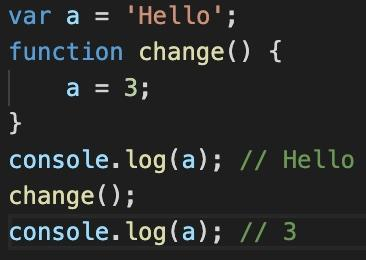 var a = 'Hello';
function change() {
    a = 3;
}
console.log(a); // Hello
change();
console.log(a); // 3